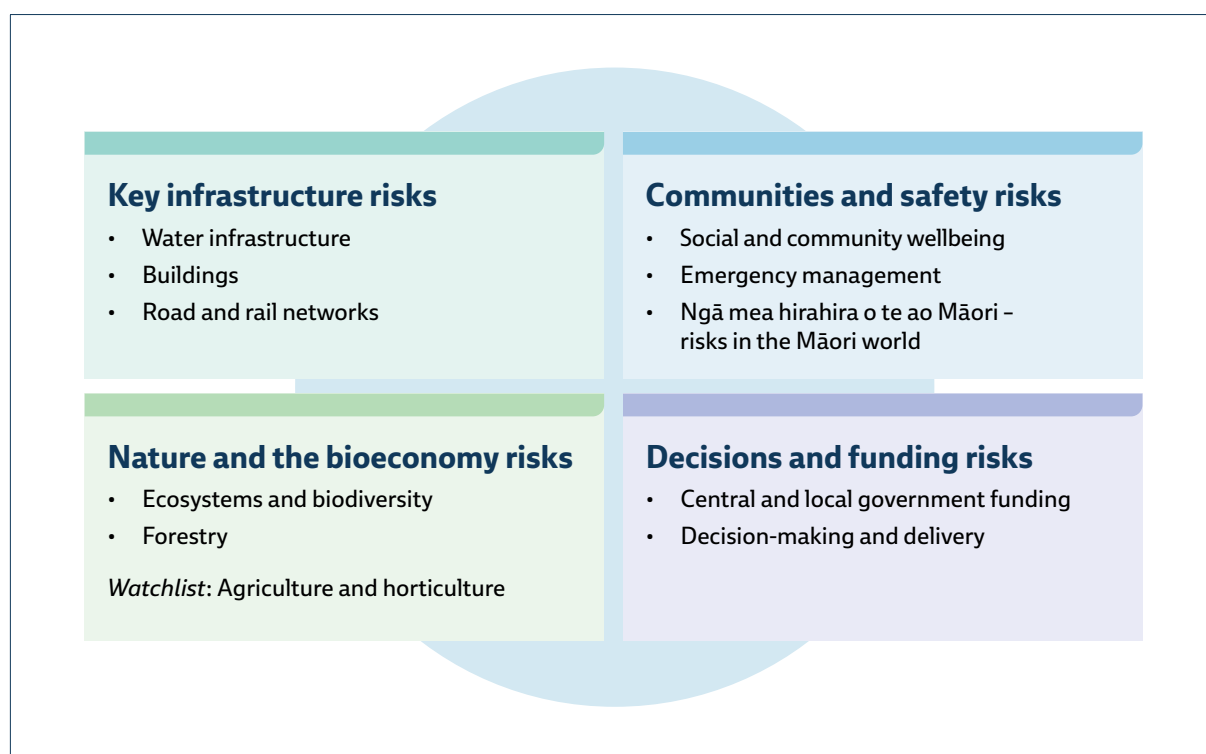 Key infrastructure risks
• Water infrastructure
• Buildings
• Road and rail networks
Communities and safety risks
• Social and community wellbeing
• Emergency management
• Ngā mea hirahira o te ao Māori –
risks in the Māori world
Nature and the bioeconomy risks
• Ecosystems and biodiversity
• Forestry
Watchlist: Agriculture and horticulture
Decisions and funding risks
• Central and local government funding
• Decision-making and delivery